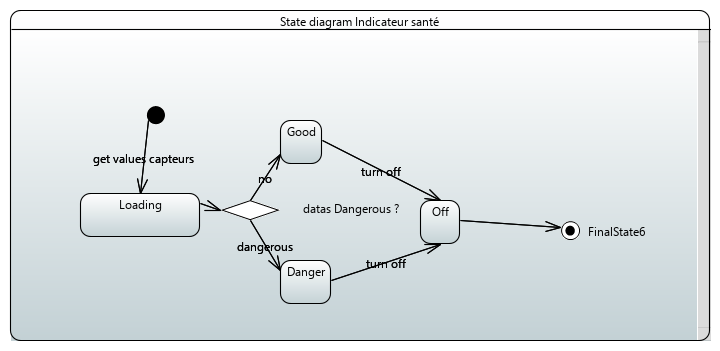 State diagram Indicateur santé
Good
get values capteurs
turn off
no
Loading
datas Dangerous ?
Off
FinalState6
dangerous
Danger
turn off